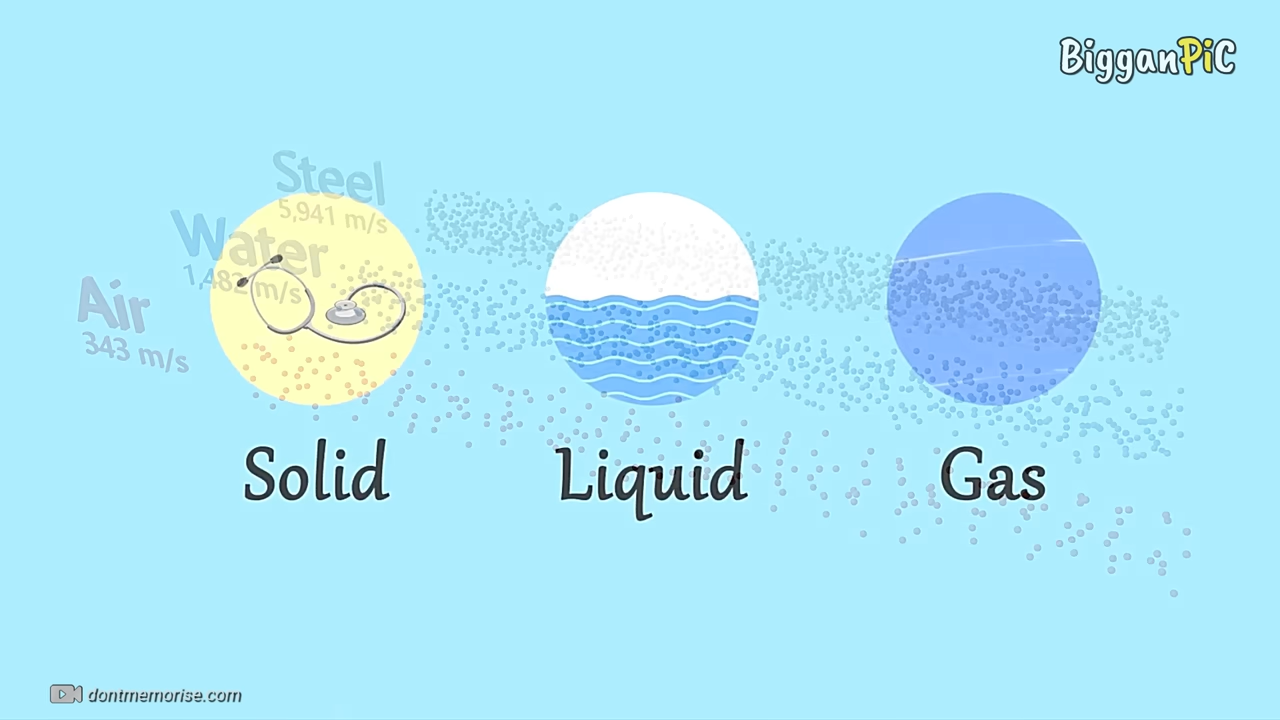 BigganPiC
Steel
5,941 m/s
Water
1,482 m/s
Air
343 m/s
Solid
Liquid
Gas
dontmemorise.com